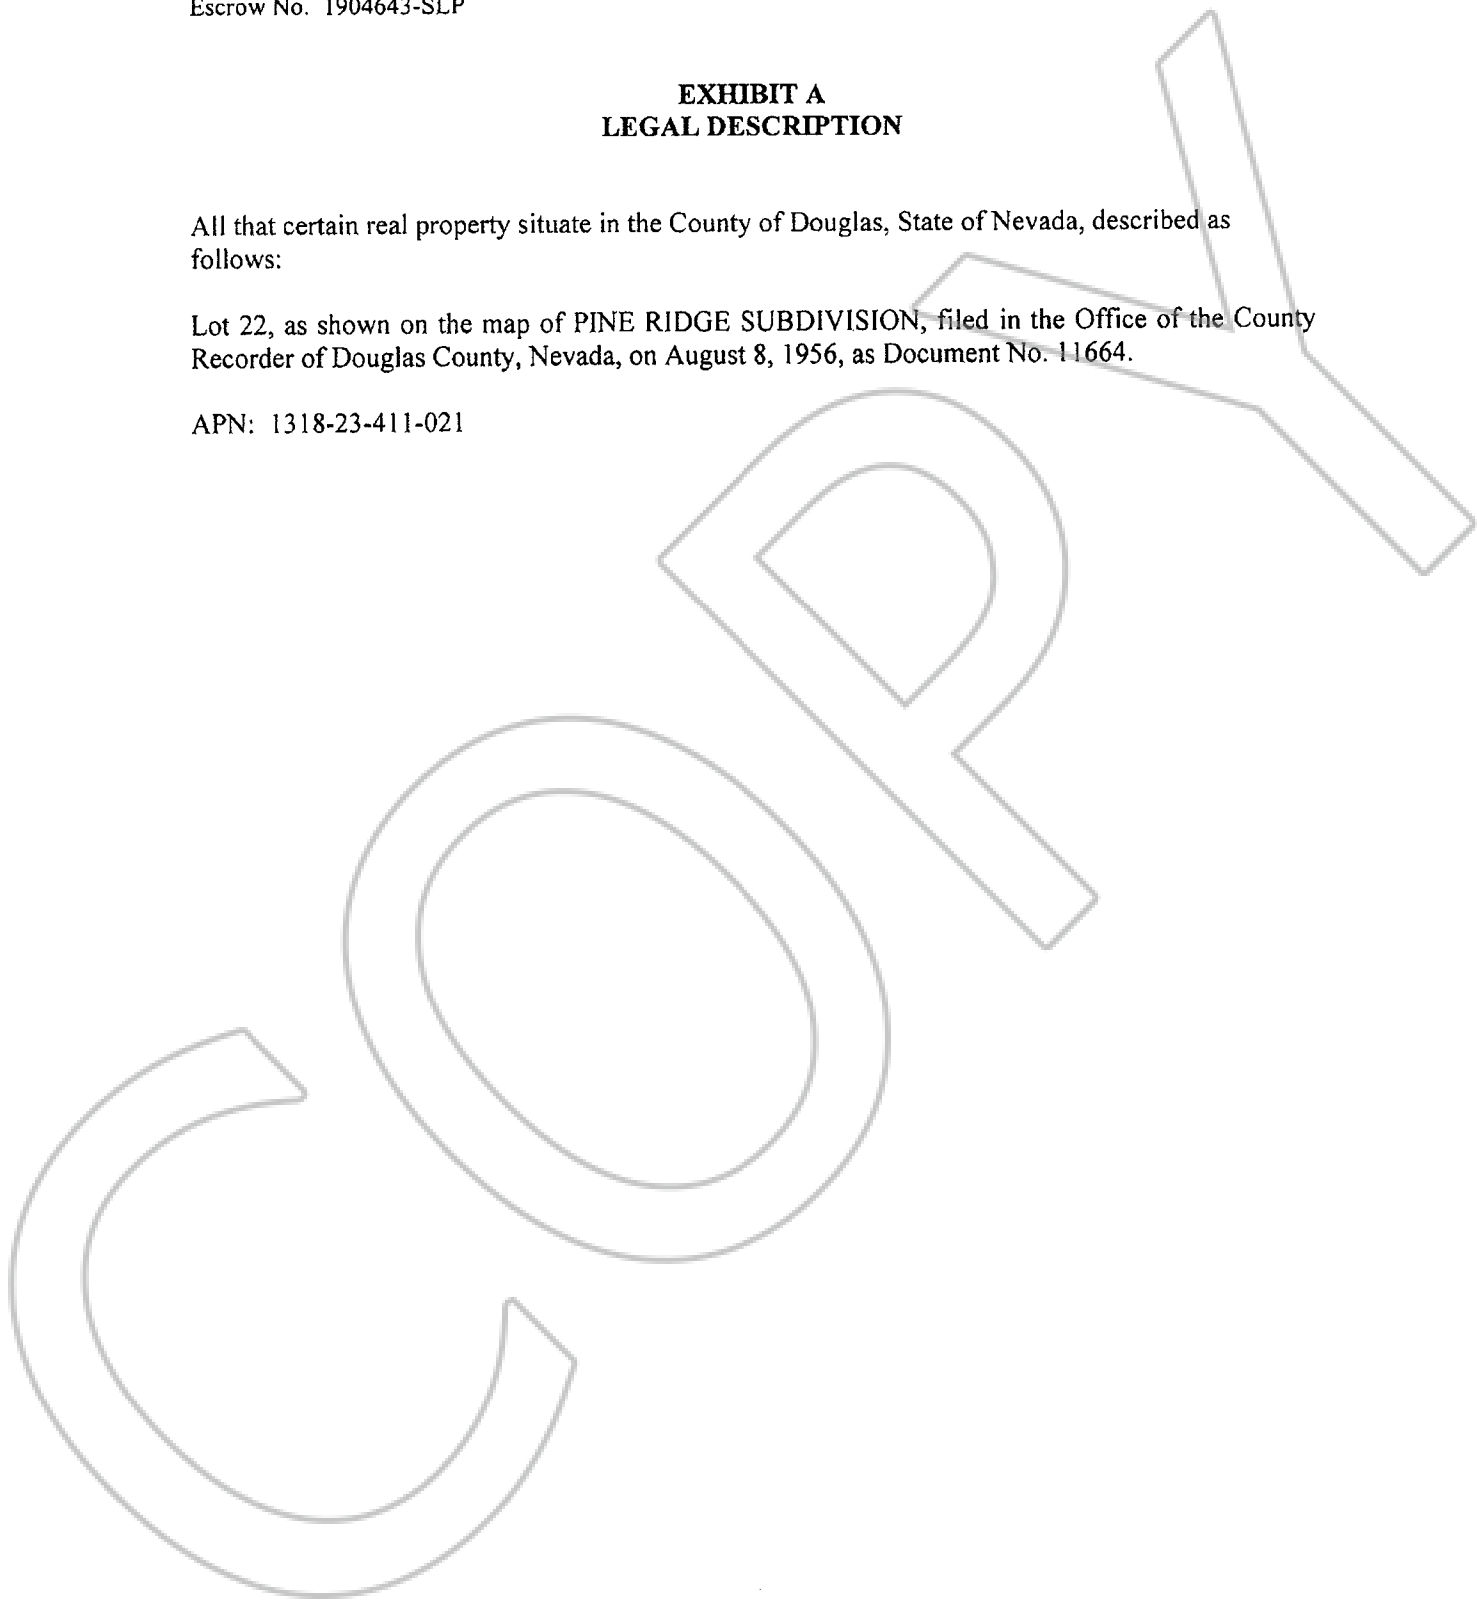 Escrow No. 1904643-SLP
EXHIBIT A
LEGAL DESCRIPTION
All that certain real property situate in the County of Douglas, State of Nevada, described as
follows:
Lot 22, as shown on the map of PINE RIDGE SUBDIVISION, filed in the Office of the County
Recorder of Douglas County, Nevada, on August 8, 1956, as Document No. 11664.
APN: 1318-23-411-021
COPY